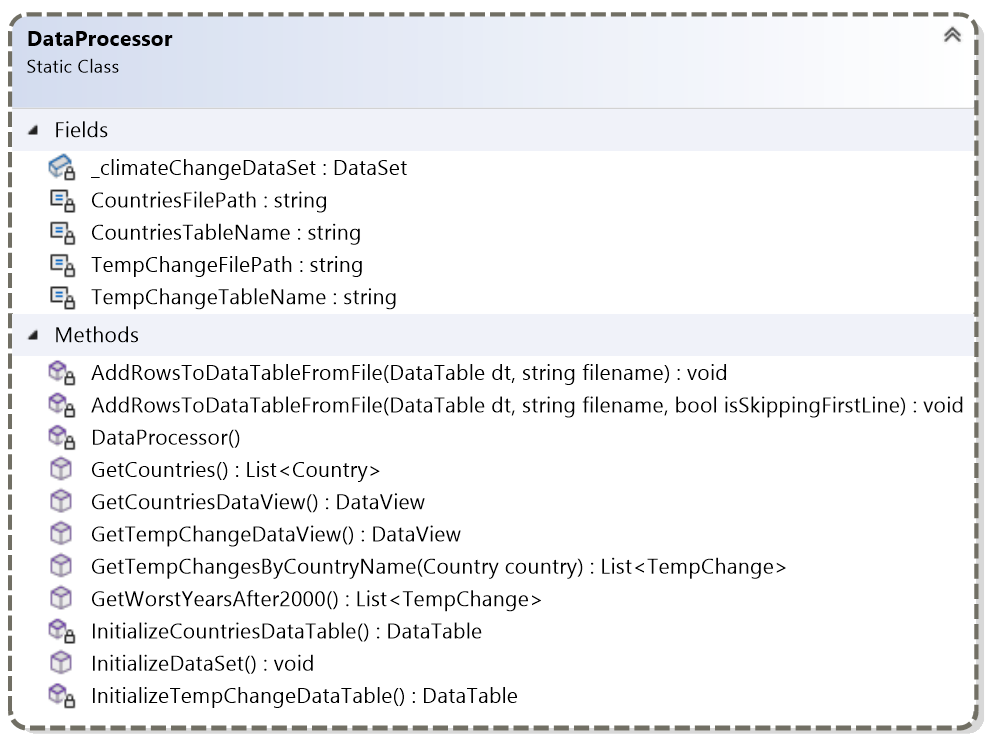 DataProcessor
Static Class
Fields
_climateChangeDataSet : DataSet
CountriesFilePath : string
CountriesTableName : string
TempChangeFilePath : string
TempChangeTableName : string
Methods
AddRowsToDataTableFromFile(DataTable dt, string filename) : void
AddRowsToDataTableFromFile(DataTable dt, string filename, bool isSkippingFirstLine) : void
DataProcessor()
GetCountries() : List<Country>
GetCountriesDataView() : DataView
GetTempChangeDataView() : DataView
GetTempChangesByCountryName(Country country) : List<TempChange>
GetWorstYearsAfter2000() : List<TempChange>
InitializeCountriesDataTable() : DataTable
InitializeDataSet() : void
InitializeTempChangeDataTable() : DataTable